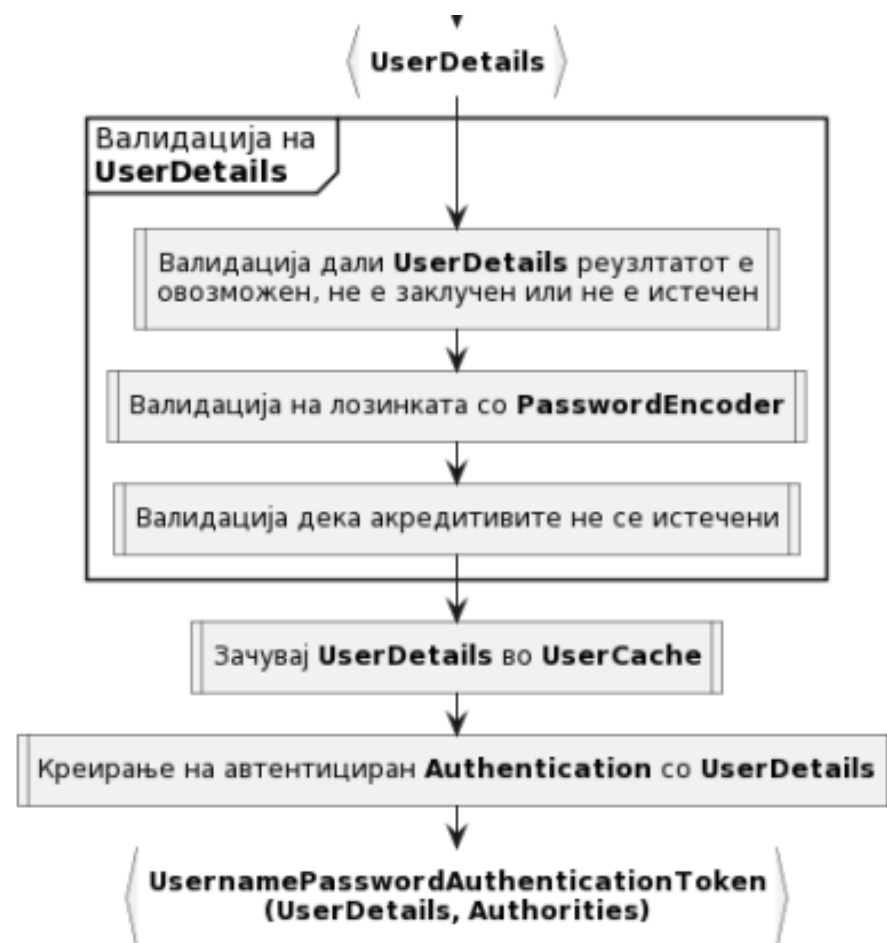 UserDetails
Валидација на
UserDetails
Валидација дали UserDetails реузлтатот е
овозможен, не е заклучен или не е истечен
Валидација на лозинката со PasswordEncoder
Валидација дека акредитивите не се истечени
Зачувај UserDetails во UserCache
Креирање на автентициран Authentication со UserDetails
UsernamePasswordAuthenticationToken
(UserDetails, Authorities)